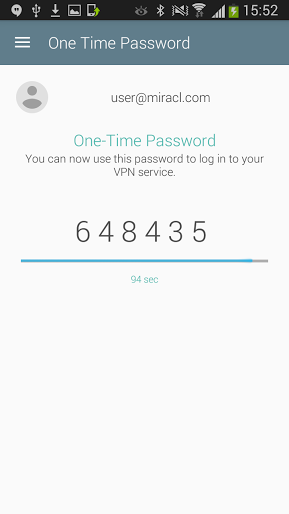 15:52
One Time Password
user@miracl.com
One-Time Password
You can now use this password to log in to your
VPN service.
648435
94 sec